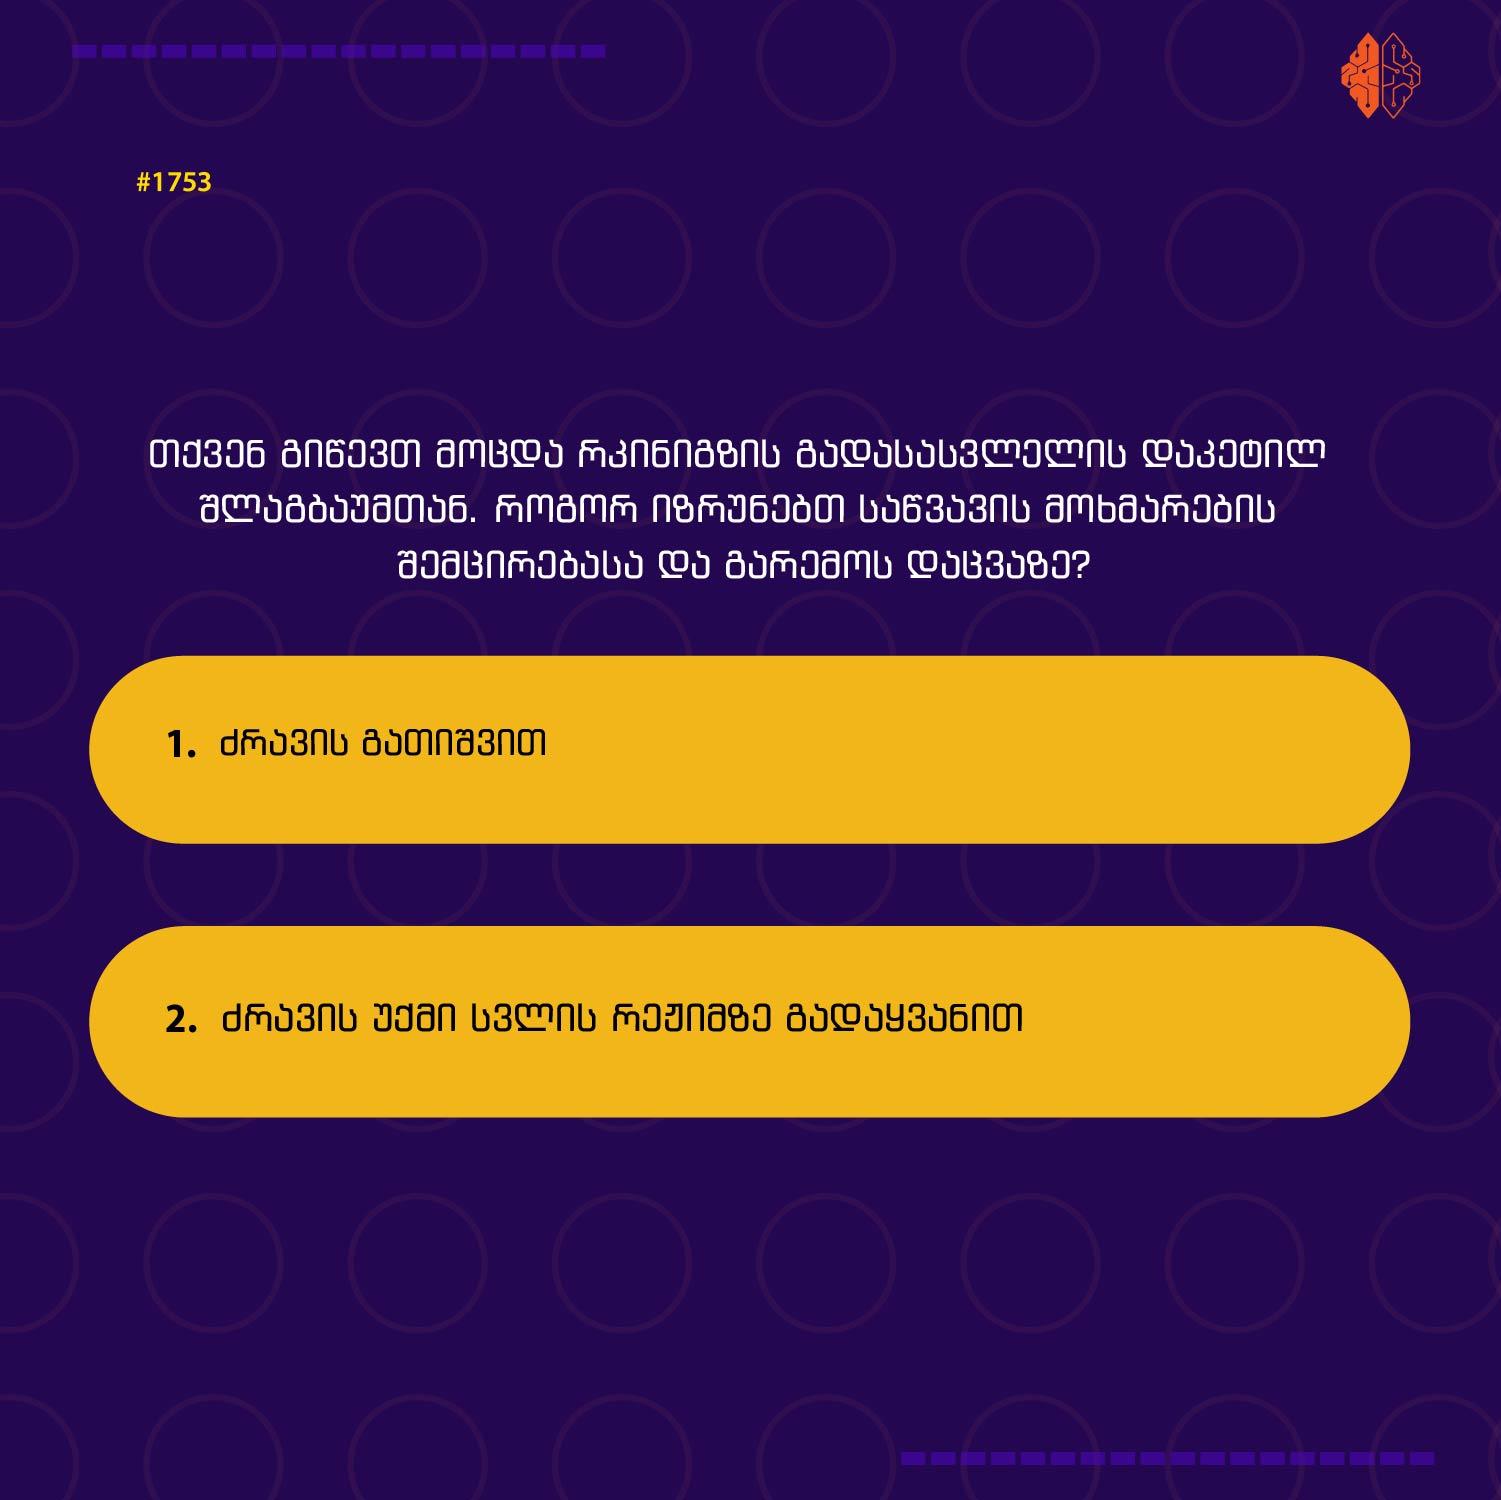 #1753
თქვენ გიწევთ მოცდა რკინიგზის გადასასვლელის დაკეტილ
შლაგბაუმთან. როგორ იზრუნებთ საწვავის მოხმარების
შემცირებასა და გარემოს დაცვაზე?
1. ძრავის გათიშვით
2. ძრავის უქმი სვლის რეჟიმზე გადაყვანით